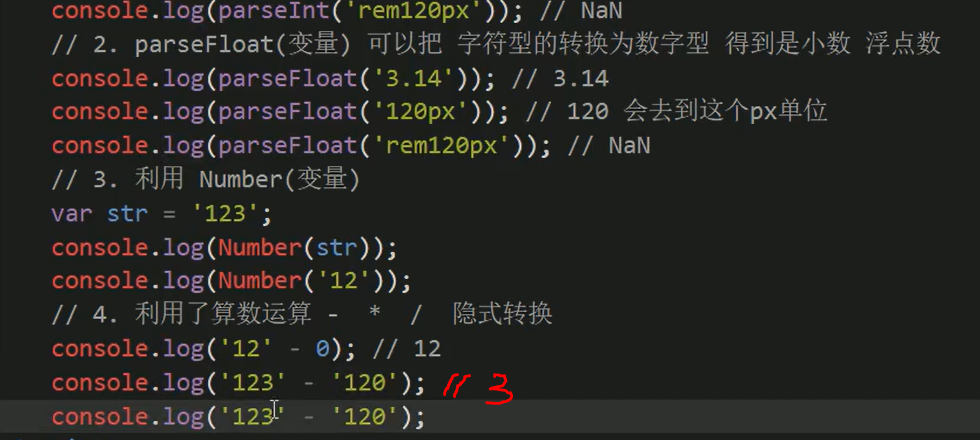 console.log(parseInt('rem120px')); // NaN
// 2. parseFloat(变量) 可以把 字符型的转换为数字型 得到是小数 浮点数
console.log(parseFloat('3.14')); // 3.14
console.log(parseFloat('120px')); // 120 会去到这个px单位
console.log(parseFloat('rem120px')); // NaN
// 3. 利用 Number(变量)
var str = '123';
console.log(Number(str));
console.log(Number('12'));
// 4. 利用了算数运算 - * / 隐式转换
console.log('12' - 0); // 12
console.log('123' - '120'); // 3
console.log('123' - '120');